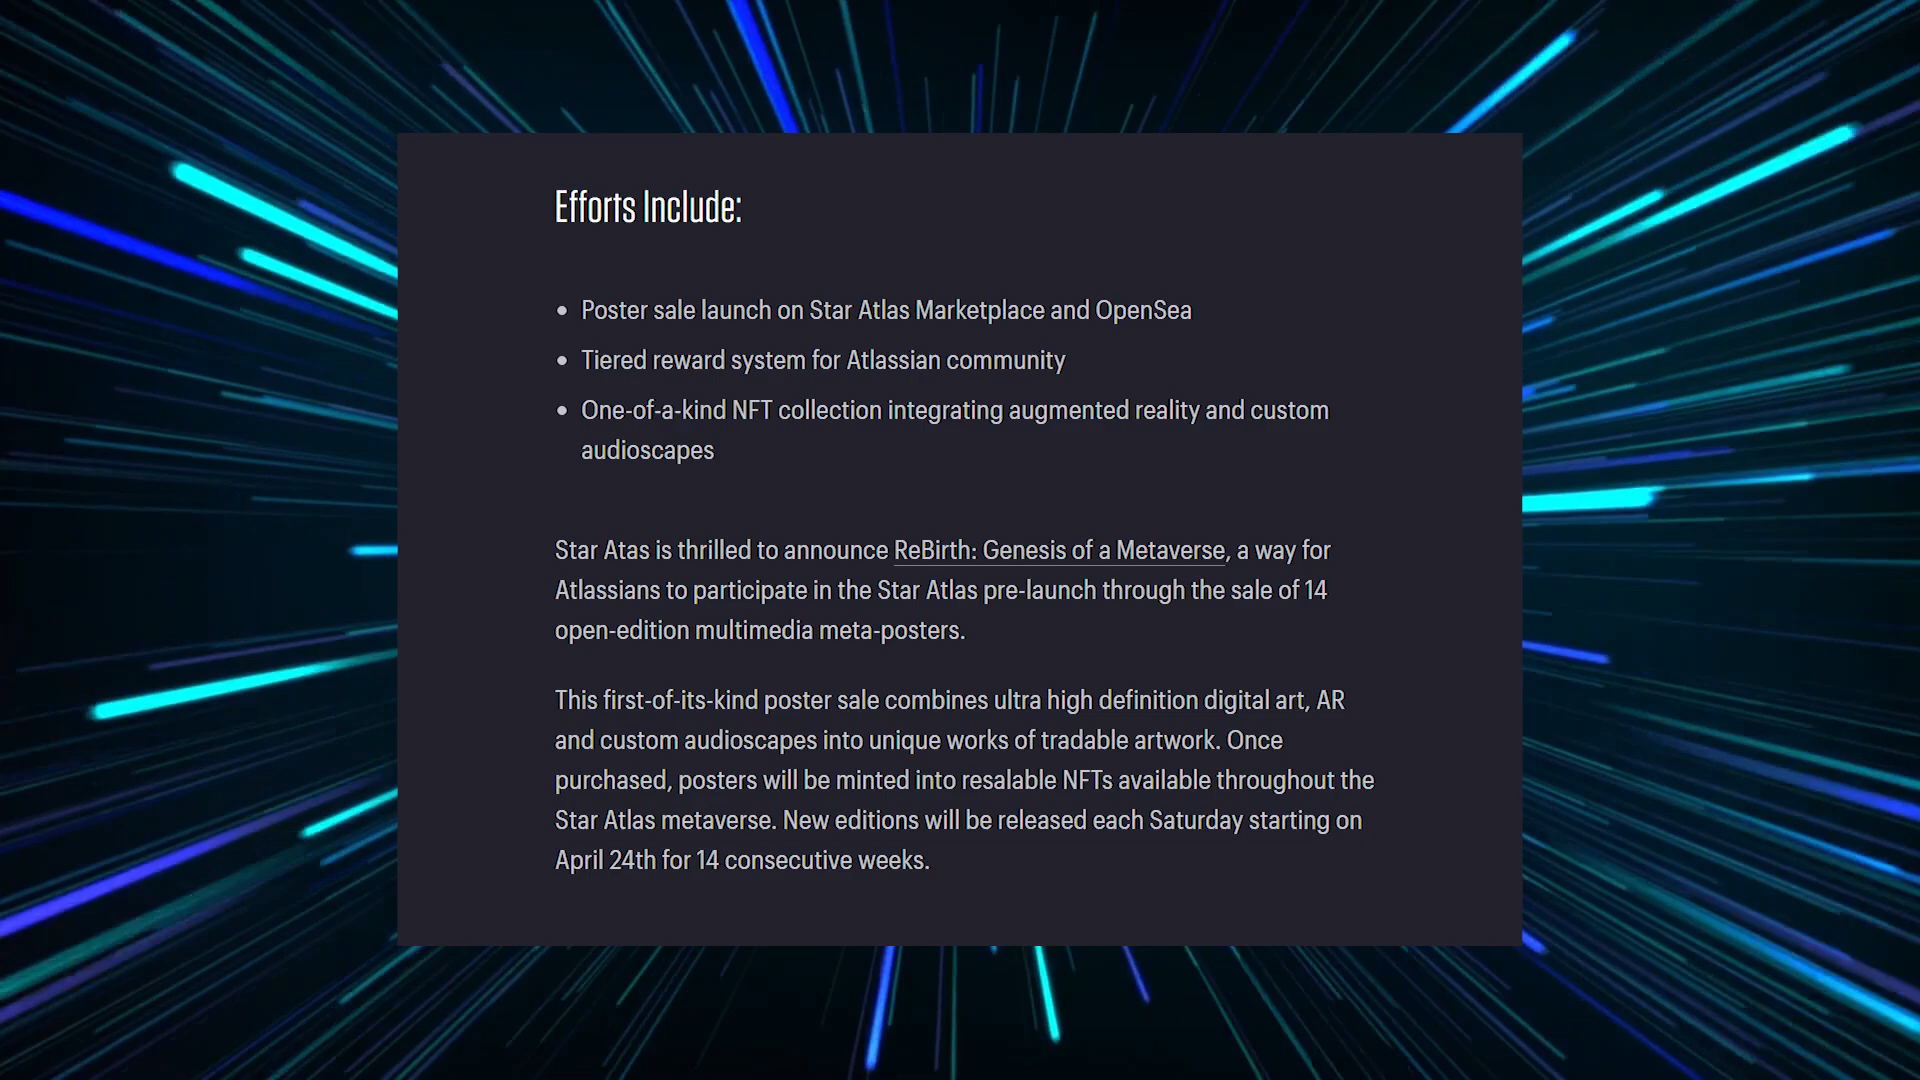 Efforts Include:
• Poster sale launch on Star Atlas Marketplace and OpenSea
• Tiered reward system for Atlassian community
• One-of-a-kind NFT collection integrating augmented reality and custom
audioscapes
Star Atas is thrilled to announce ReBirth: Genesis of a Metaverse, a way for
Atlassians to participate in the Star Atlas pre-launch through the sale of 14
open-edition multimedia meta-posters.
This first-of-its-kind poster sale combines ultra high definition digital art, AR
and custom audioscapes into unique works of tradable artwork. Once
purchased, posters will be minted into resalable NFTs available throughout the
Star Atlas metaverse. New editions will be released each Saturday starting on
April 24th for 14 consecutive weeks.